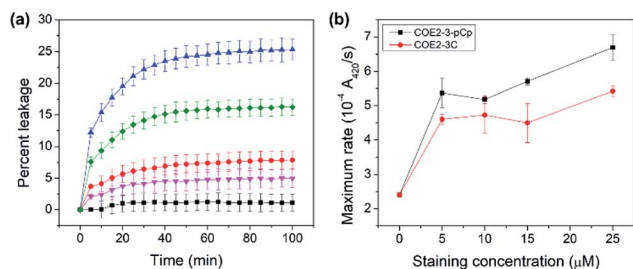 (a)
Percent leakage
30
25
20
15
10
5
0
0 20 40 60 80 100
Time (min)
(b)
COE2-3-pCp
COE2-3C
Maximum rate (10⁻⁴ A₄₂₀/s)
7
6
5
4
3
2
0 5 10 15 20 25
Staining concentration (μM)